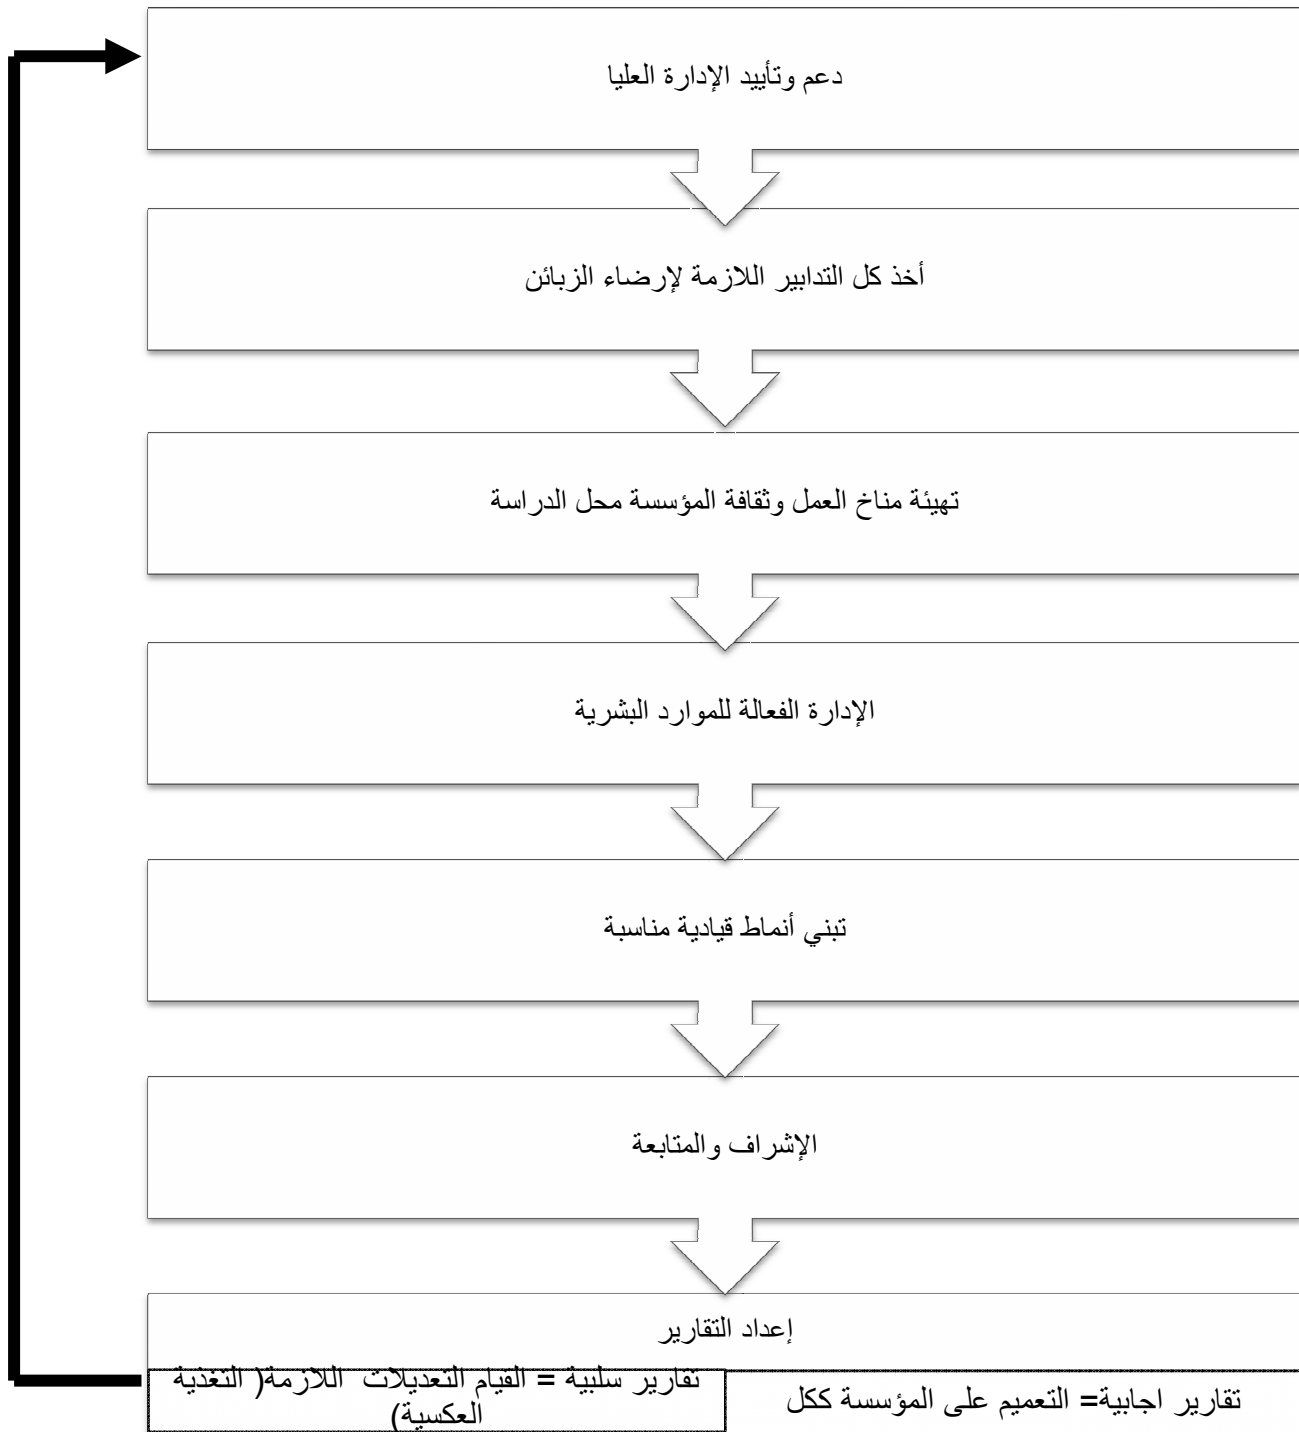 دعم وتأييد الإدارة العليا
أخذ كل التدابير اللازمة لإرضاء الزبائن
تهيئة مناخ العمل وثقافة المؤسسة محل الدراسة
الإدارة الفعالة للموارد البشرية
تبني أنماط قيادية مناسبة
الإشراف والمتابعة
إعداد التقارير
تقارير اجابية= التعميم على المؤسسة ككل
تقارير سلبية = القيام التعديلات اللازمة( التغذية
العكسية)